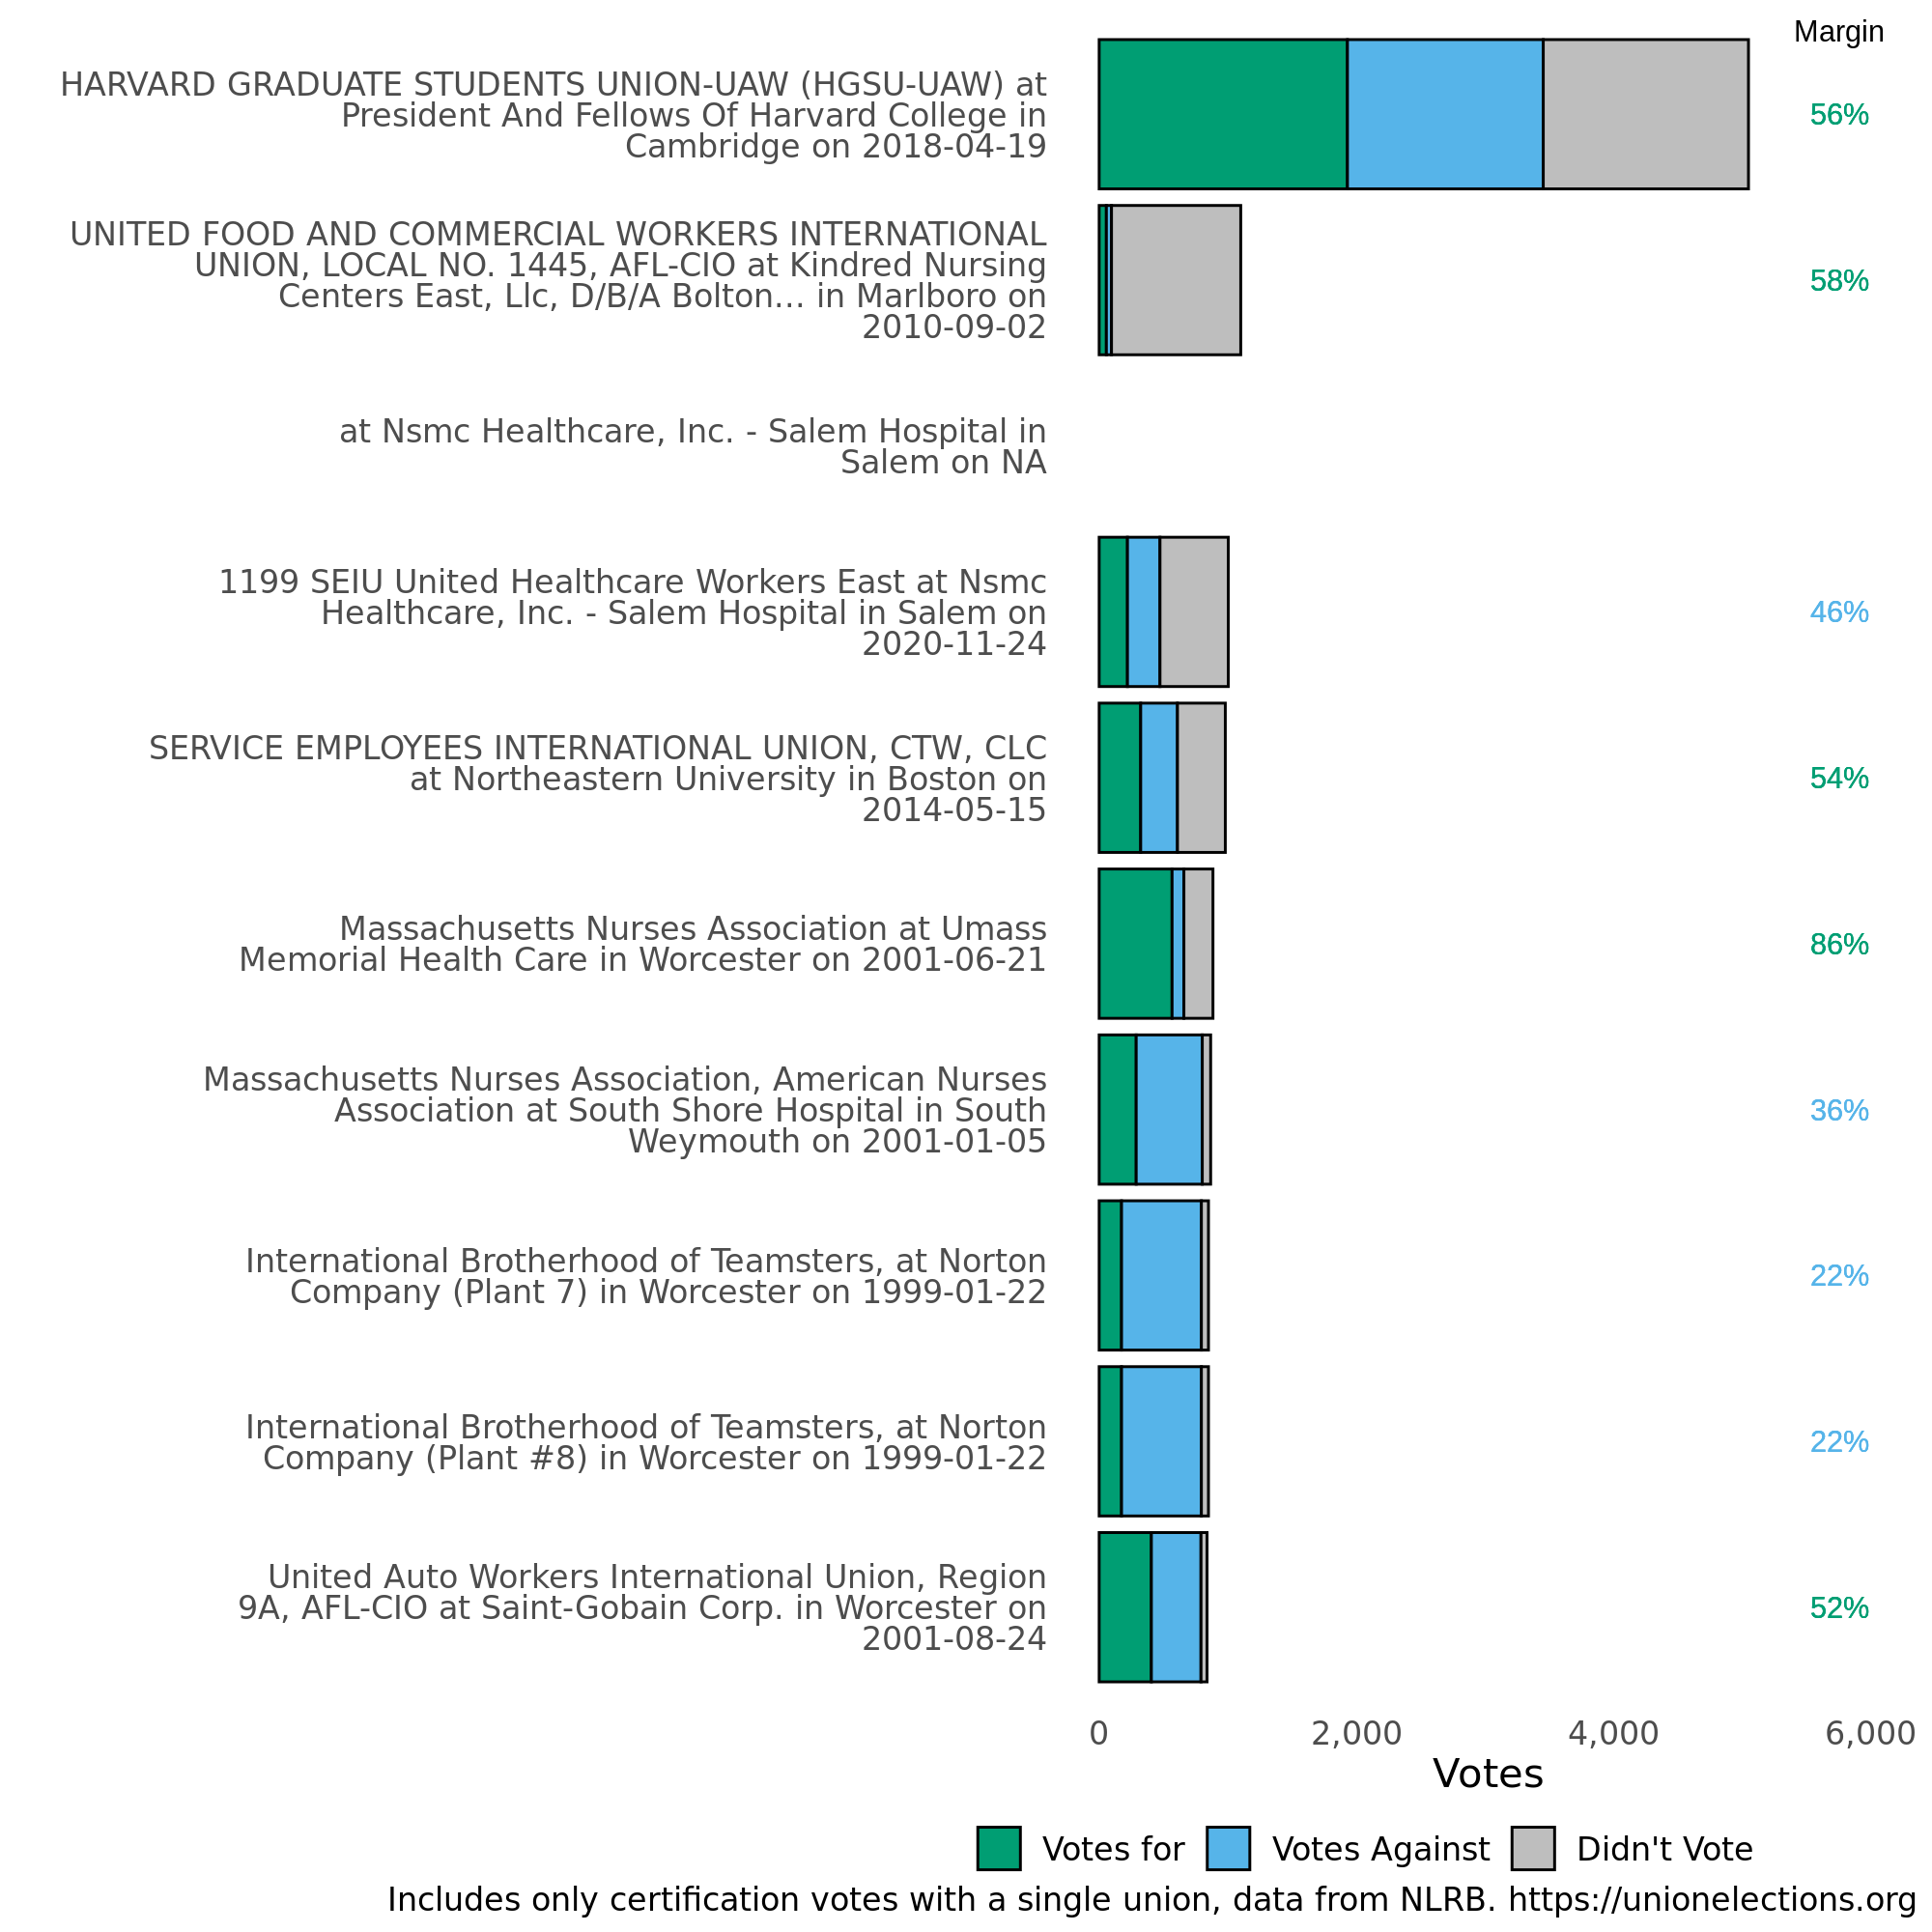 Margin
HARVARD GRADUATE STUDENTS UNION-UAW (HGSU-UAW) at
President And Fellows Of Harvard College in
Cambridge on 2018-04-19
56%
UNITED FOOD AND COMMERCIAL WORKERS INTERNATIONAL
UNION, LOCAL NO. 1445, AFL-CIO at Kindred Nursing
Centers East, Llc, D/B/A Bolton... in Marlboro on
2010-09-02
58%
at Nsmc Healthcare, Inc. - Salem Hospital in
Salem on NA
1199 SEIU United Healthcare Workers East at Nsmc
Healthcare, Inc. - Salem Hospital in Salem on
2020-11-24
46%
SERVICE EMPLOYEES INTERNATIONAL UNION, CTW, CLC
at Northeastern University in Boston on
2014-05-15
54%
Massachusetts Nurses Association at Umass
Memorial Health Care in Worcester on 2001-06-21
86%
Massachusetts Nurses Association, American Nurses
Association at South Shore Hospital in South
Weymouth on 2001-01-05
36%
International Brotherhood of Teamsters, at Norton
Company (Plant 7) in Worcester on 1999-01-22
22%
International Brotherhood of Teamsters, at Norton
Company (Plant #8) in Worcester on 1999-01-22
22%
United Auto Workers International Union, Region
9A, AFL-CIO at Saint-Gobain Corp. in Worcester on
2001-08-24
52%
0 2,000 4,000 6,000
Votes
Votes for Votes Against Didn't Vote
Includes only certification votes with a single union, data from NLRB. https://unionelections.org